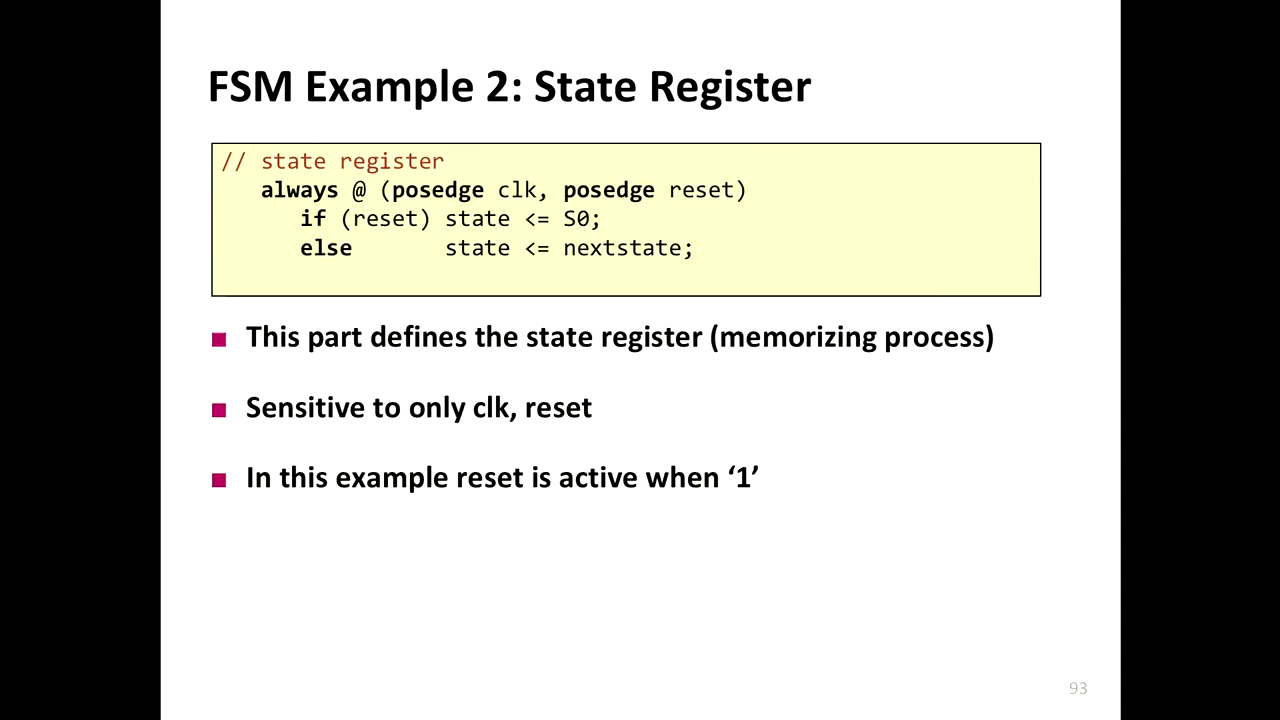 FSM Example 2: State Register
// state register
always @ (posedge clk, posedge reset)
if (reset) state <= S0;
else state <= nextstate;
■ This part defines the state register (memorizing process)
■ Sensitive to only clk, reset
■ In this example reset is active when ‘1’
93